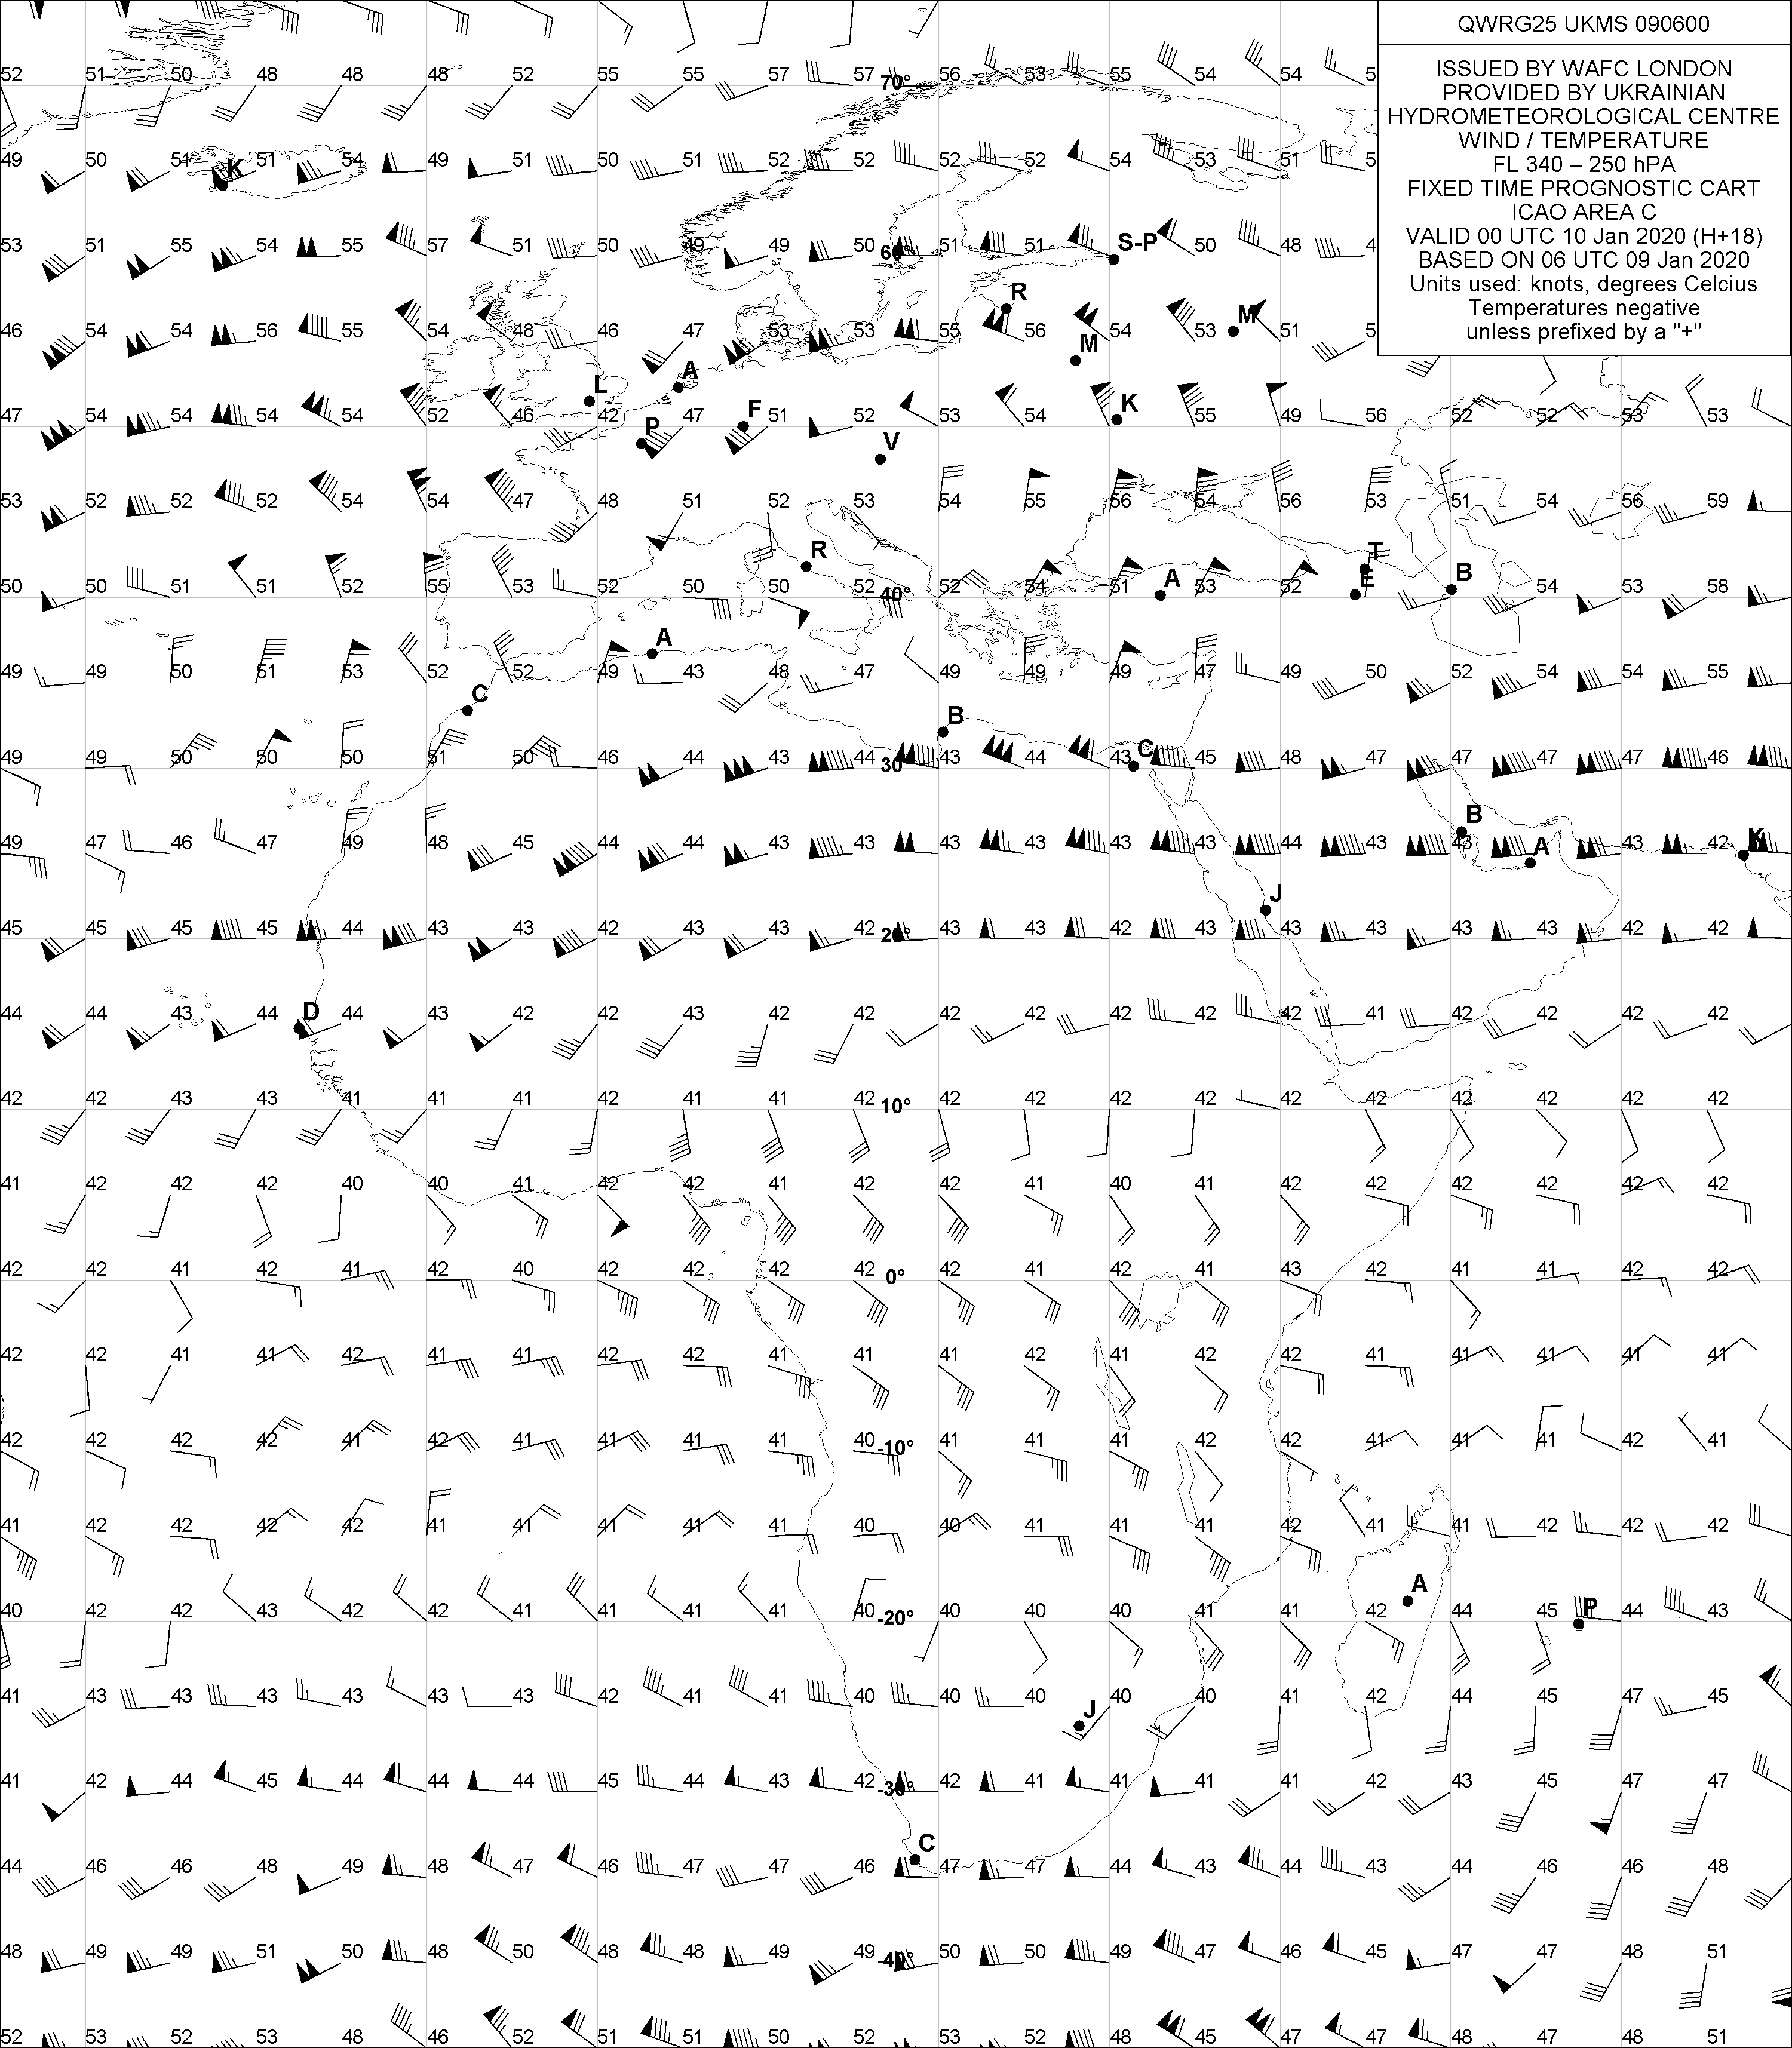 QWRG25 UKMS 090600
ISSUED BY WAFC LONDON
PROVIDED BY UKRAINIAN
HYDROMETEOROLOGICAL CENTRE
WIND / TEMPERATURE
FL 340 – 250 hPA
FIXED TIME PROGNOSTIC CART
ICAO AREA C
VALID 00 UTC 10 Jan 2020 (H+18)
BASED ON 06 UTC 09 Jan 2020
Units used: knots, degrees Celcius
Temperatures negative
unless prefixed by a "+"
52 51 50 48 48 48 52 55 55 57 57 70° 56 53 55 54 54 5
49 50 51 K 51 54 49 51 50 51 52 52 52 52 54 53 51 5
S-P
53 51 55 54 55 57 51 50 49 49 50 60° 51 51 50 48 4
R
46 54 54 56 55 54 48 46 47 53 53 55 56 54 53 M 51 5
M
A
L
47 54 54 54 54 52 46 42 P 47 F 51 52 53 54 K 55 49 56 52 52 53 53
V
53 52 52 52 54 54 47 48 51 52 53 54 55 56 54 56 53 51 54 56 59
R T
50 50 51 51 52 55 53 52 50 52 40° 52 54 51 A 53 52 E B 54 53 58
A
49 49 50 51 53 52 52 49 43 48 47 49 49 49 47 49 50 52 54 54 55
C
B
49 49 50 50 50 51 50 46 44 43 44 30° 43 44 43 C 45 48 47 47 47 47 46
B
49 47 46 47 49 48 45 44 44 43 43 43 43 43 43 44 43 43 A 43 42 K
J
45 45 45 45 44 43 43 42 43 43 42 20° 43 43 42 43 43 43 43 43 42 42
D
44 44 43 44 44 43 42 42 43 42 42 42 42 42 42 42 41 42 42 42 42
42 42 43 43 41 41 41 42 41 41 42 10° 42 42 42 42 42 42 42 42 42 42
41 42 42 42 40 40 41 42 42 41 42 42 41 40 41 42 42 42 42 42 42
42 42 41 42 41 42 40 42 42 42 42 0° 42 41 42 41 43 42 41 41 42 42
42 42 41 41 42 41 41 42 42 41 41 41 42 41 42 42 41 41 41 41 41
42 42 42 42 41 42 41 41 42 41 40 -10° 41 41 41 42 42 41 41 41 42 41
41 42 42 42 42 41 41 41 41 41 40 40 41 41 41 42 41 41 42 42 42
A
40 42 42 43 42 42 41 41 41 41 40 -20° 40 40 40 41 41 42 44 45 P 44 43
41 43 43 43 43 43 43 42 41 41 40 40 40 J 40 40 41 42 44 45 47 45
41 42 44 45 44 44 44 45 44 43 42 -30° 42 41 41 41 41 42 43 45 47 47
C
44 46 46 48 49 48 47 46 47 47 46 47 47 44 43 44 43 44 46 46 48
48 49 49 51 50 48 50 48 48 49 49 -40° 50 50 49 47 46 45 47 47 48 51
52 53 52 53 48 46 52 51 51 50 52 53 52 48 45 47 47 48 47 48 51